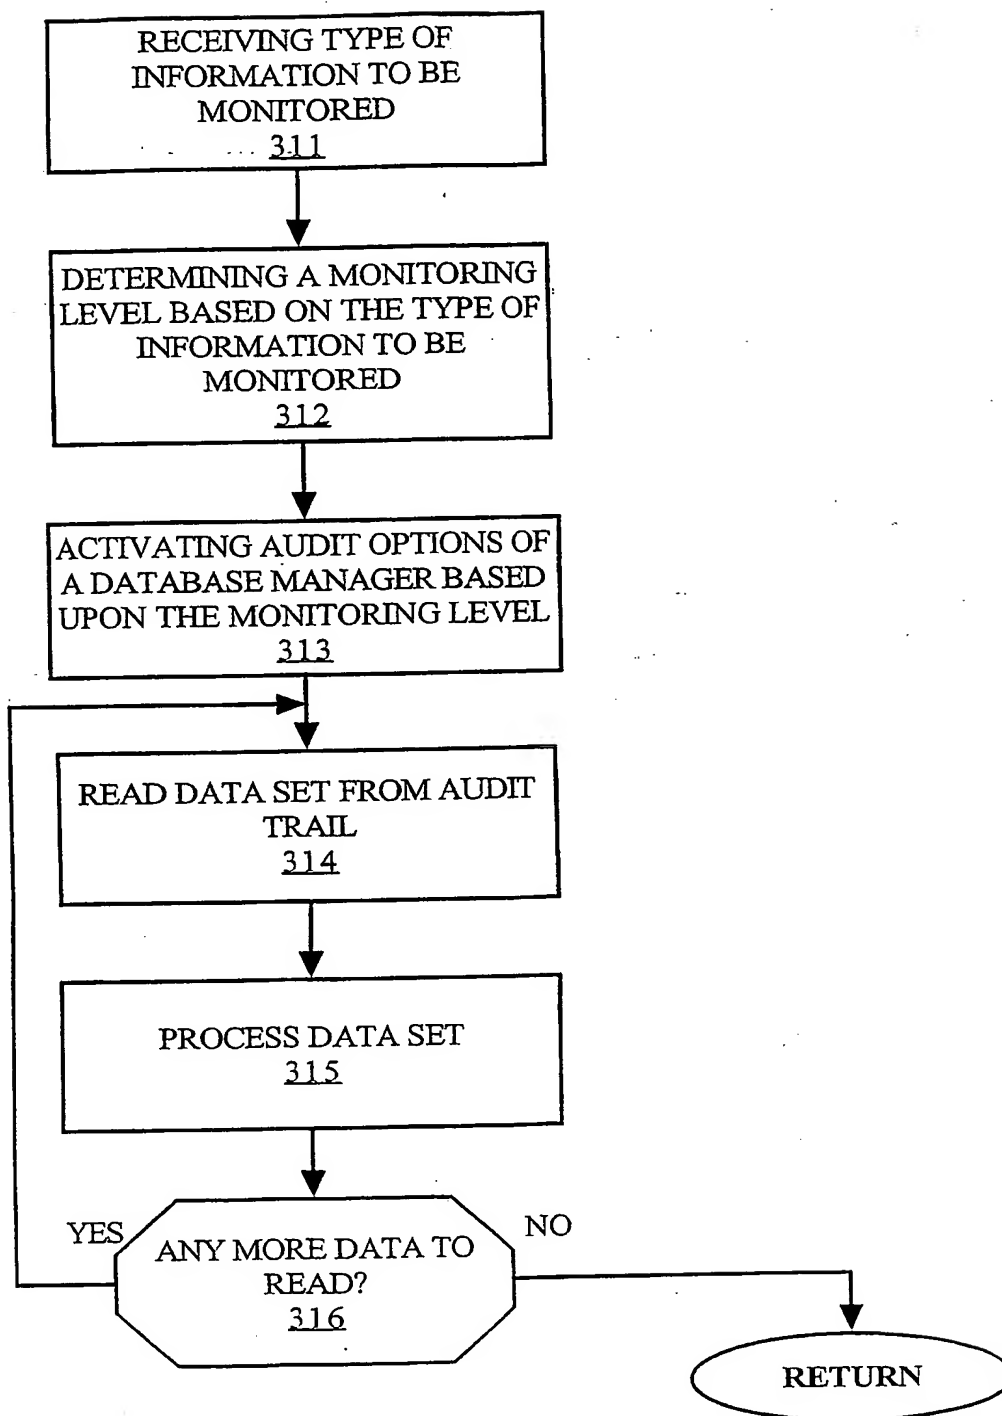 RECEIVING TYPE OF
INFORMATION TO BE
MONITORED
311
DETERMINING A MONITORING
LEVEL BASED ON THE TYPE OF
INFORMATION TO BE
MONITORED
312
ACTIVATING AUDIT OPTIONS OF
A DATABASE MANAGER BASED
UPON THE MONITORING LEVEL
313
READ DATA SET FROM AUDIT
TRAIL
314
PROCESS DATA SET
315
YES
ANY MORE DATA TO
READ?
316
NO
RETURN